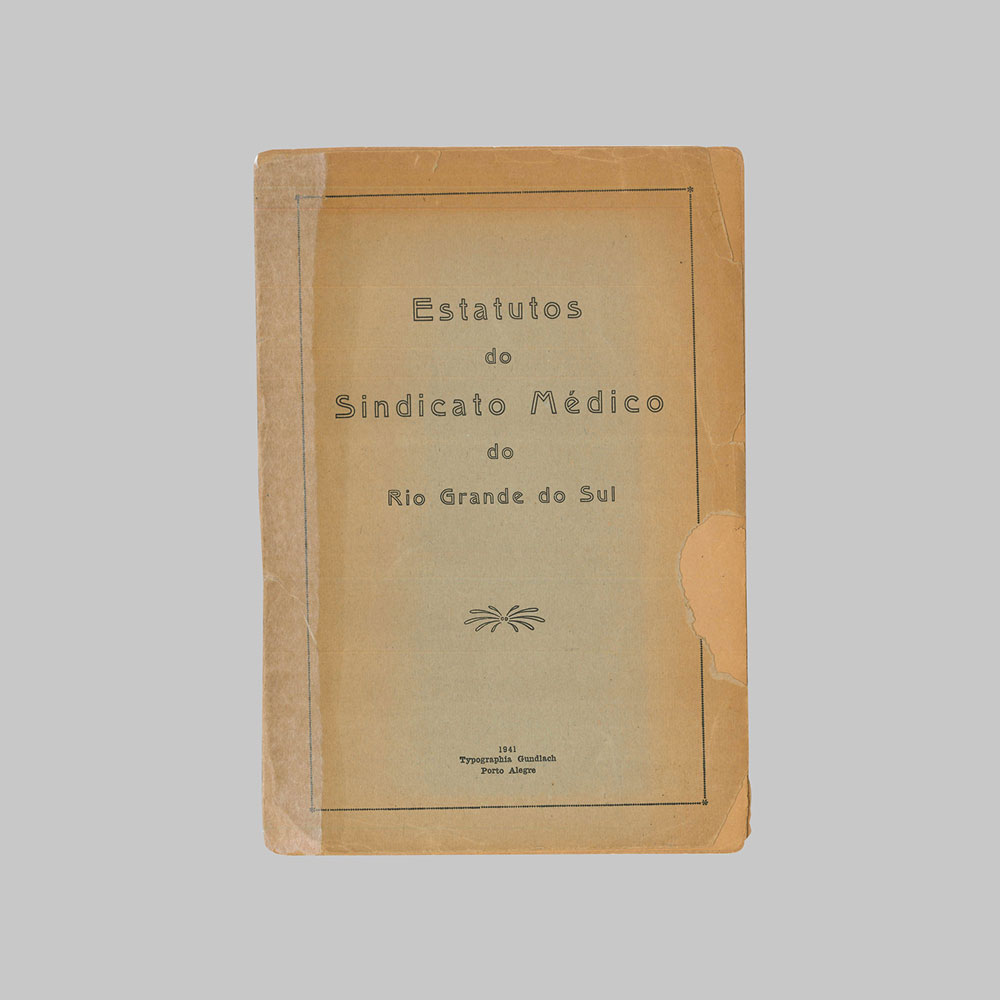 Estatutos
do
Sindicato Médico
do
Rio Grande do Sul
1941
Typographia Gundlach
Porto Alegre